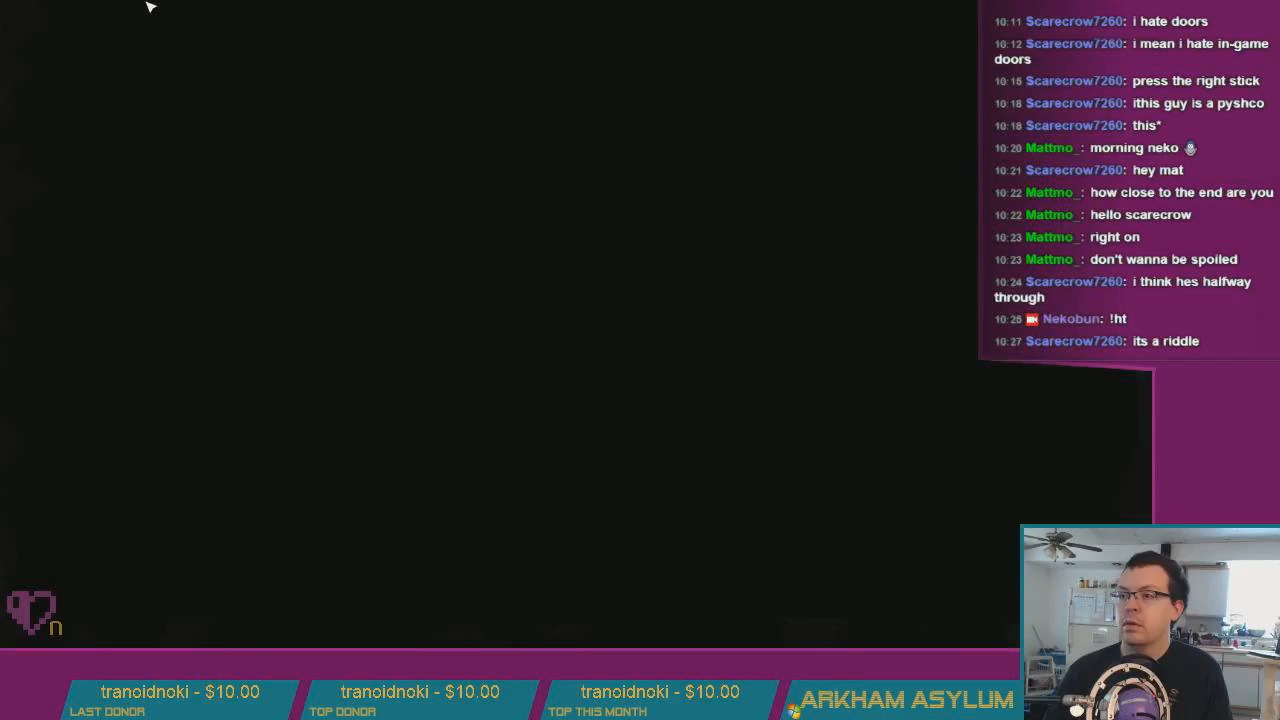 10:11 Scarecrow7260: i hate doors
10:12 Scarecrow7260: i mean i hate in-game
doors
10:15 Scarecrow7260: press the right stick
10:18 Scarecrow7260: ithis guy is a pyshco
10:18 Scarecrow7260: this*
10:20 Mattmo_: morning neko
10:21 Scarecrow7260: hey mat
10:22 Mattmo_: how close to the end are you
10:22 Mattmo_: hello scarecrow
10:23 Mattmo_: right on
10:23 Mattmo_: don't wanna be spoiled
10:24 Scarecrow7260: i think hes halfway
through
10:25 Nekobun: !ht
10:27 Scarecrow7260: its a riddle
n
tranoidnoki - $10.00
LAST DONOR
tranoidnoki - $10.00
TOP DONOR
tranoidnoki - $10.00
TOP THIS MONTH
ARKHAM ASYLUM